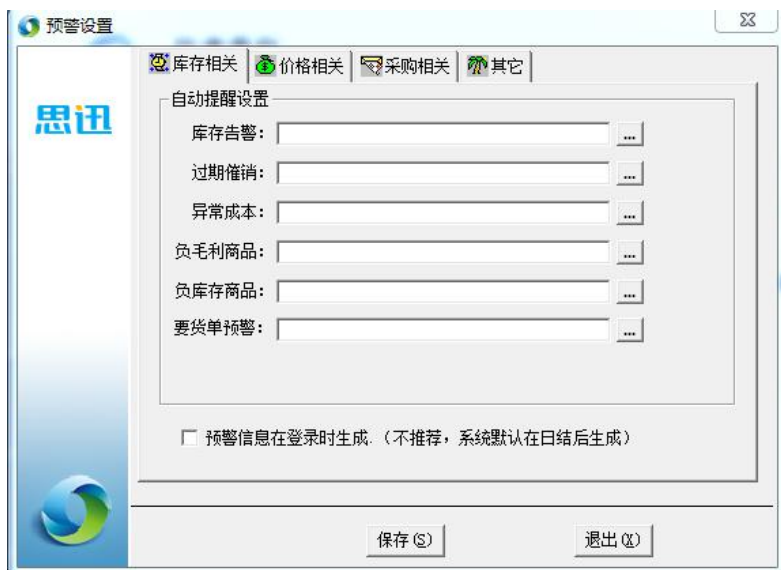 预警设置
库存相关 价格相关 采购相关 其它
思迅
自动提醒设置
库存告警：
过期催销：
异常成本：
负毛利商品：
负库存商品：
要货单预警：
预警信息在登录时生成.（不推荐，系统默认在日结后生成）
保存(S) 退出(X)